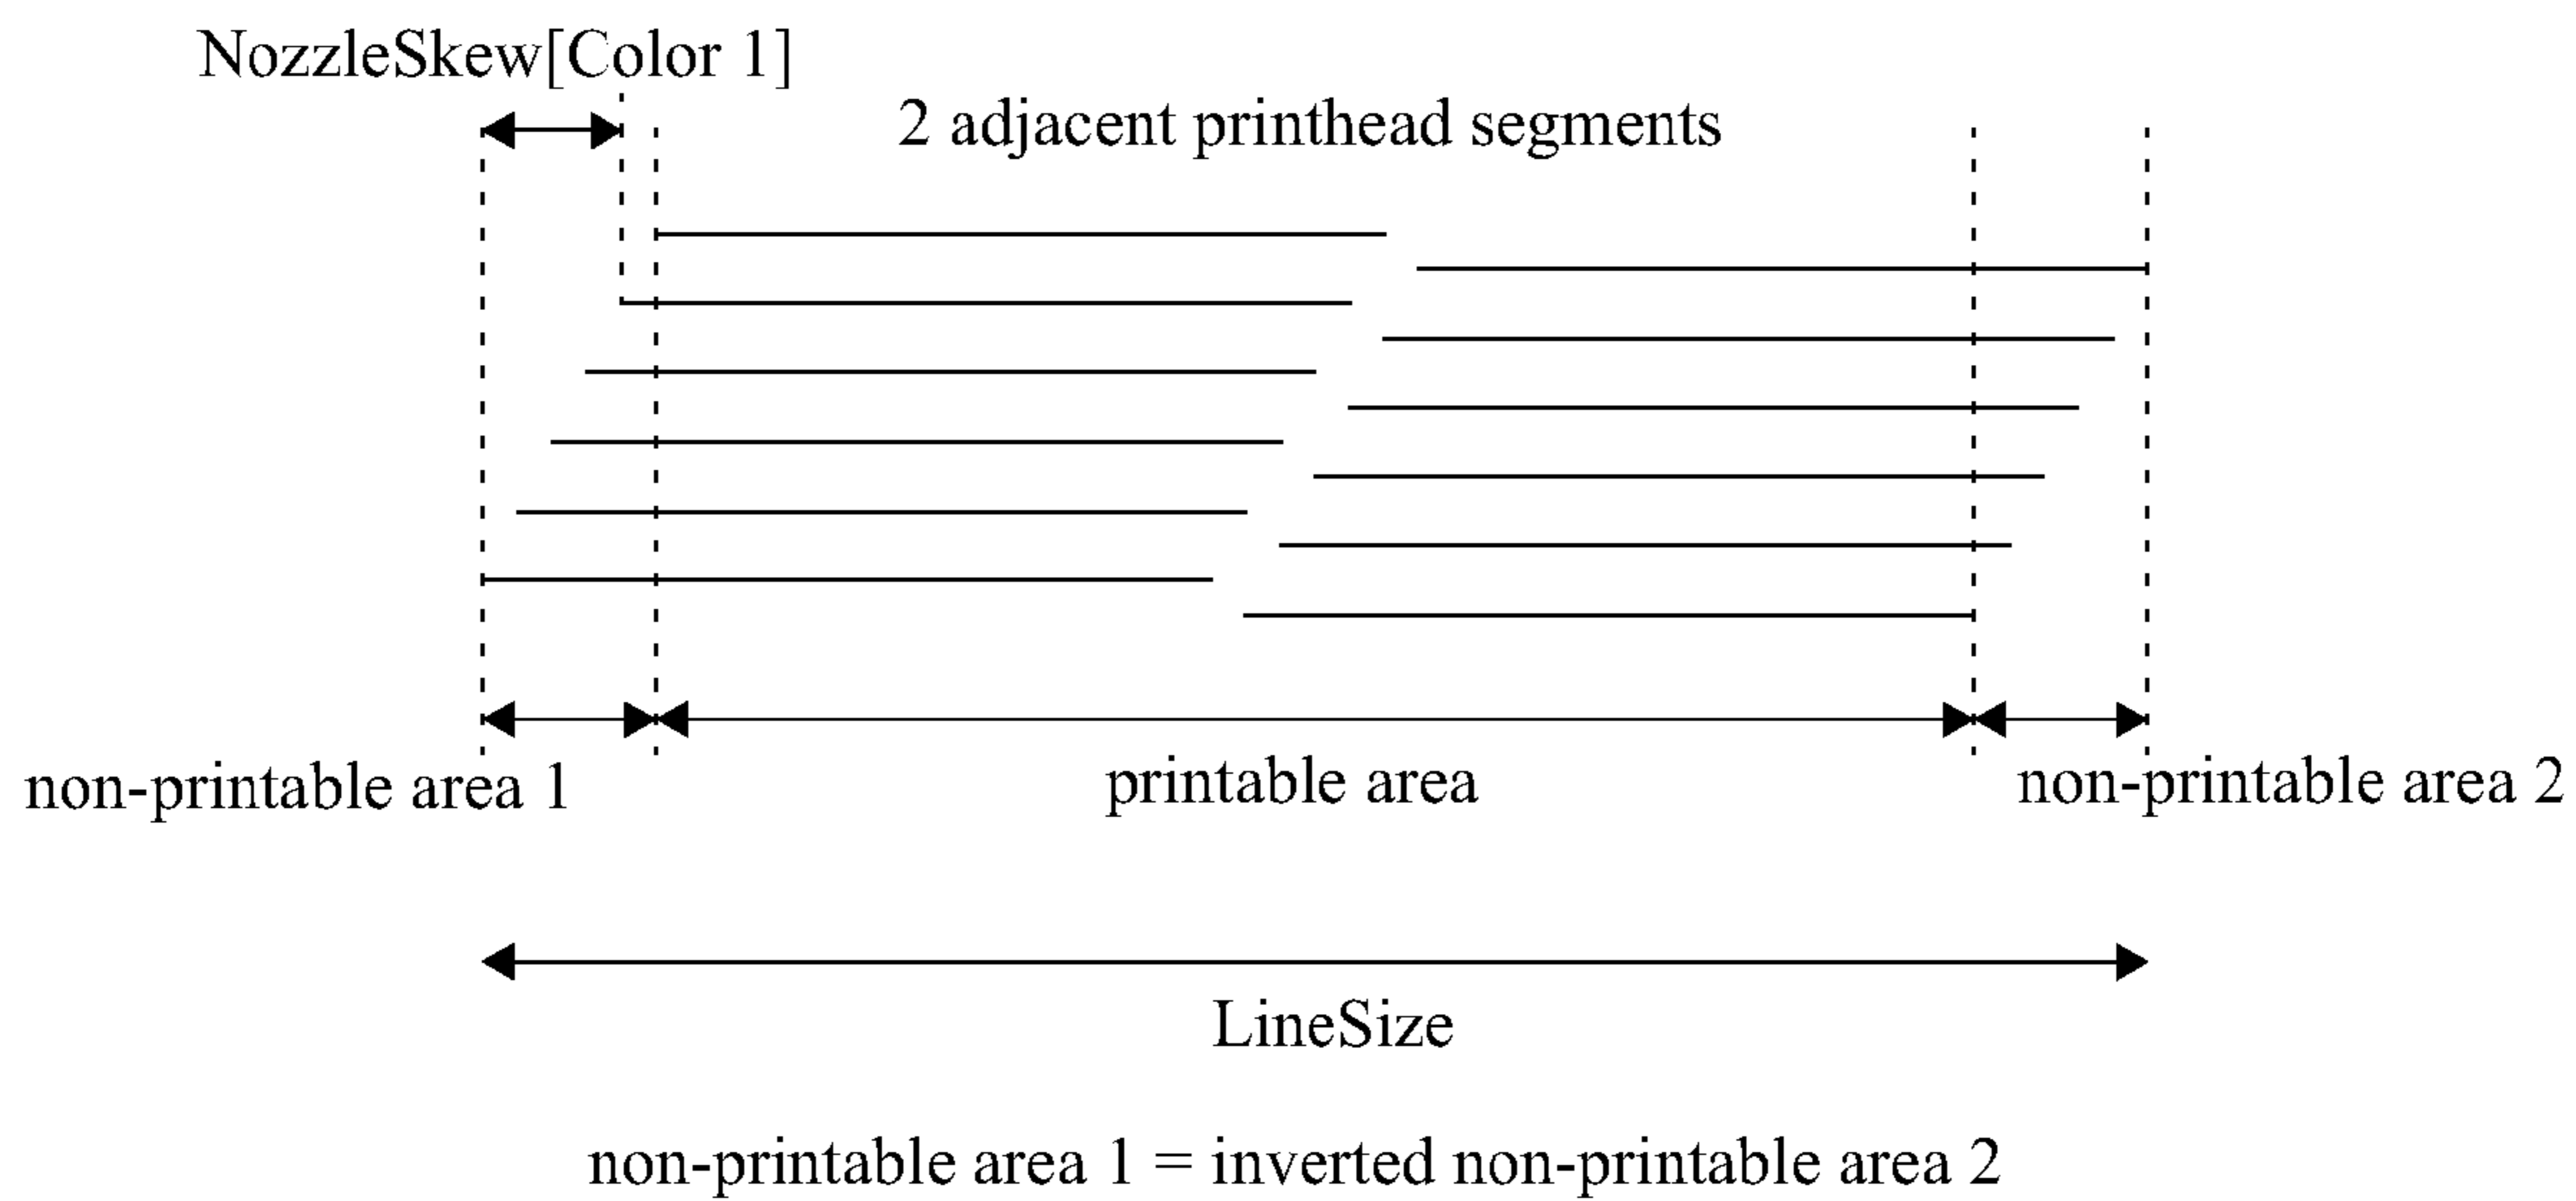 NozzleSkew[Color 1]
2 adjacent printhead segments
non-printable area 1
printable area
non-printable area 2
LineSize
non-printable area 1 = inverted non-printable area 2